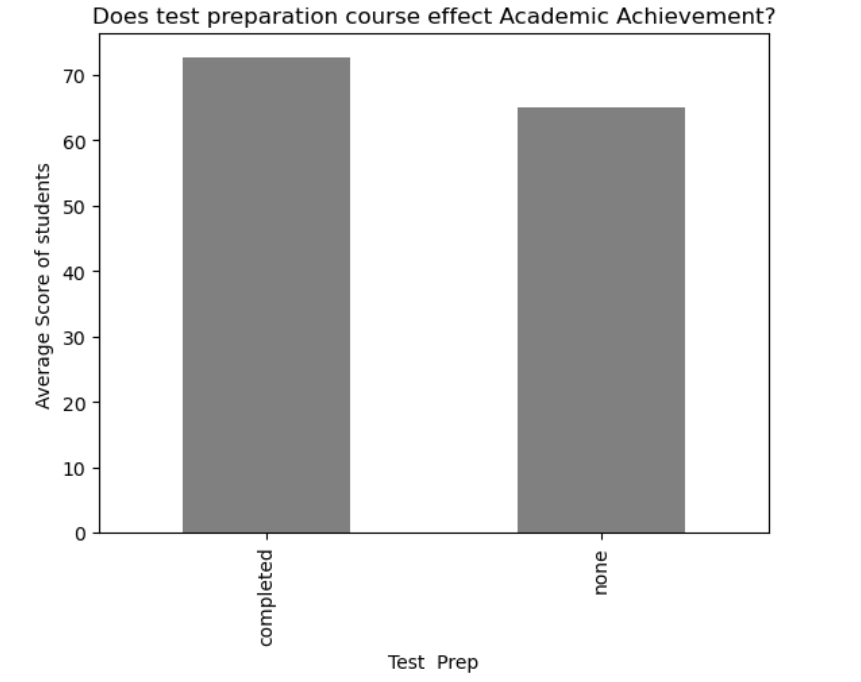 Does test preparation course effect Academic Achievement?
Average Score of students
70
60
50
40
30
20
10
0
completed
none
Test  Prep